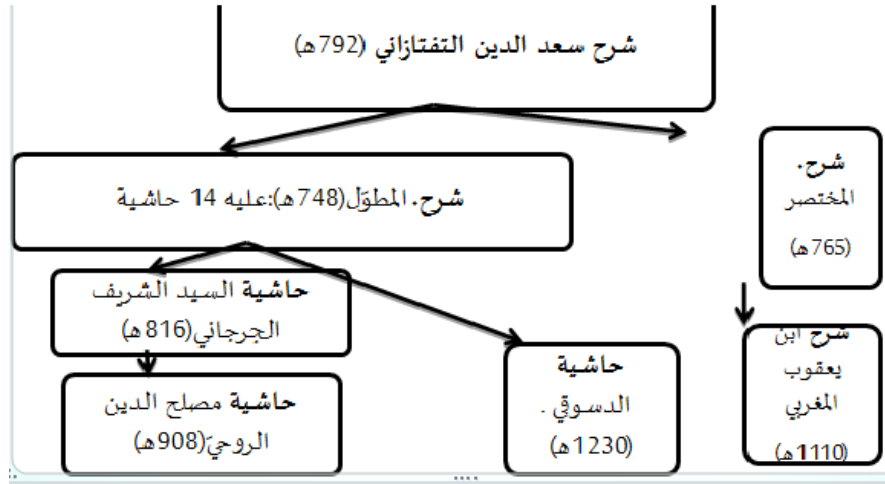 شرح سعد الدين التفتازاني (792هـ)
شرح. المطوّل(748هـ):عليه 14 حاشية
شرح.
المختصر
(765هـ)
حاشية السيد الشريف
الجرجاني(816هـ)
حاشية مصلح الدين
الروحيّ(908هـ)
حاشية
الدسوقي .
(1230هـ)
شرح ابن
يعقوب
المغربي
(1110هـ)